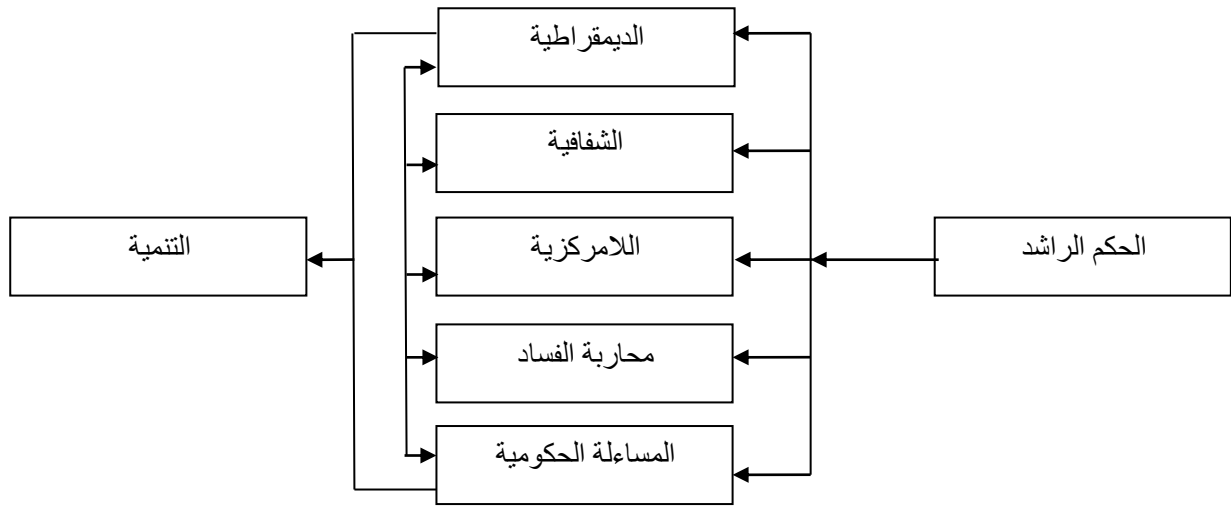 الديمقراطية
الشفافية
الحكم الراشد
اللامركزية
التنمية
محاربة الفساد
المساءلة الحكومية